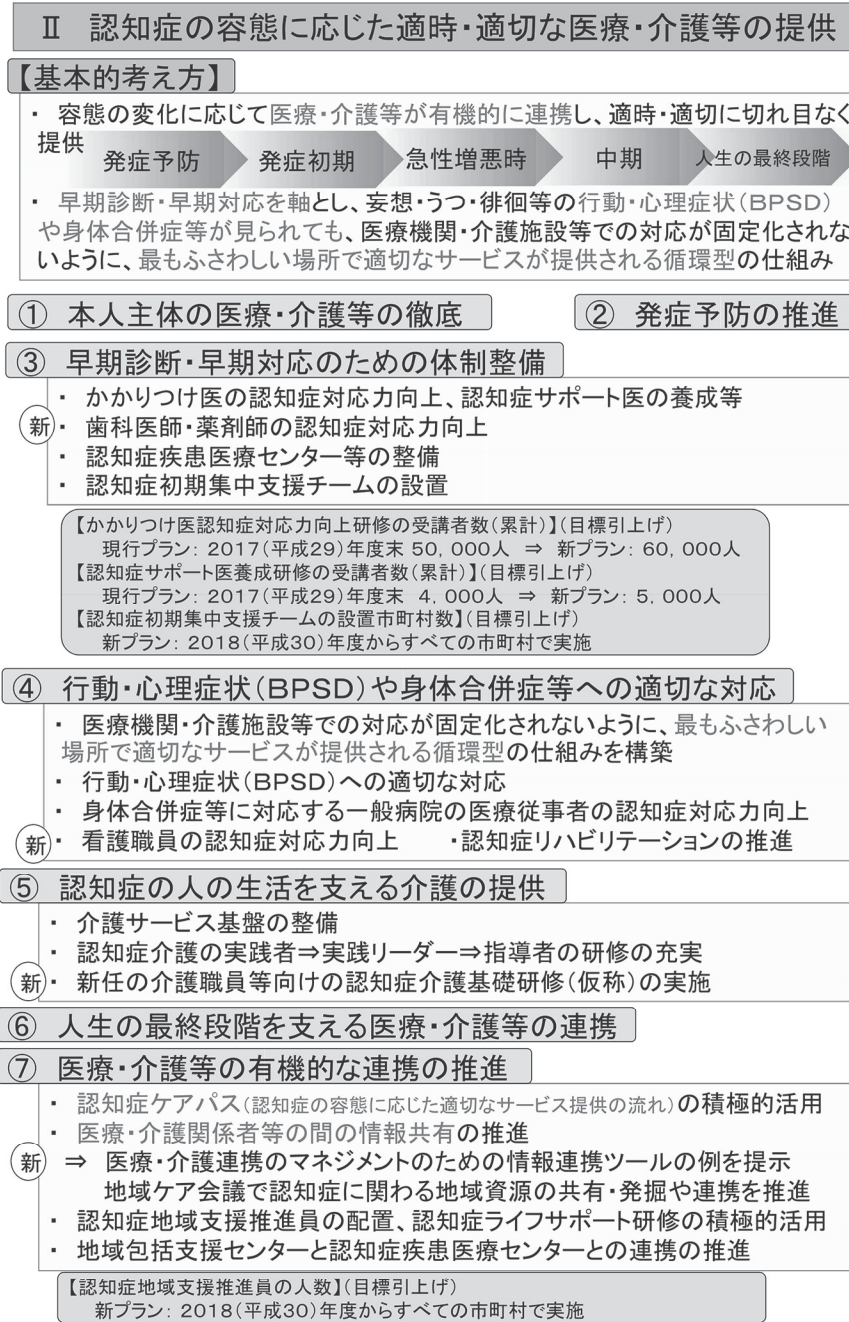 Ⅱ 認知症の容態に応じた適時・適切な医療・介護等の提供
【基本的考え方】
・ 容態の変化に応じて医療・介護等が有機的に連携し、適時・適切に切れ目なく
提供
発症予防 発症初期 急性増悪時 中期 人生の最終段階
・ 早期診断・早期対応を軸とし、妄想・うつ・徘徊等の行動・心理症状(BPSD)
や身体合併症等が見られても、医療機関・介護施設等での対応が固定化されな
いように、最もふさわしい場所で適切なサービスが提供される循環型の仕組み
① 本人主体の医療・介護等の徹底 ② 発症予防の推進
③ 早期診断・早期対応のための体制整備
・ かかりつけ医の認知症対応力向上、認知症サポート医の養成等
新 ・ 歯科医師・薬剤師の認知症対応力向上
・ 認知症疾患医療センター等の整備
・ 認知症初期集中支援チームの設置
【かかりつけ医認知症対応力向上研修の受講者数(累計)】(目標引上げ)
現行プラン: 2017(平成29)年度末 50,000人 ⇒ 新プラン: 60,000人
【認知症サポート医養成研修の受講者数(累計)】(目標引上げ)
現行プラン: 2017(平成29)年度末 4,000人 ⇒ 新プラン: 5,000人
【認知症初期集中支援チームの設置市町村数】(目標引上げ)
新プラン: 2018(平成30)年度からすべての市町村で実施
④ 行動・心理症状(BPSD)や身体合併症等への適切な対応
・ 医療機関・介護施設等での対応が固定化されないように、最もふさわしい
場所で適切なサービスが提供される循環型の仕組みを構築
・ 行動・心理症状(BPSD)への適切な対応
・ 身体合併症等に対応する一般病院の医療従事者の認知症対応力向上
新 ・ 看護職員の認知症対応力向上 ・認知症リハビリテーションの推進
⑤ 認知症の人の生活を支える介護の提供
・ 介護サービス基盤の整備
・ 認知症介護の実践者⇒実践リーダー⇒指導者の研修の充実
新 ・ 新任の介護職員等向けの認知症介護基礎研修(仮称)の実施
⑥ 人生の最終段階を支える医療・介護等の連携
⑦ 医療・介護等の有機的な連携の推進
・ 認知症ケアパス(認知症の容態に応じた適切なサービス提供の流れ)の積極的活用
・ 医療・介護関係者等の間の情報共有の推進
新 ⇒ 医療・介護連携のマネジメントのための情報連携ツールの例を提示
地域ケア会議で認知症に関わる地域資源の共有・発掘や連携を推進
・ 認知症地域支援推進員の配置、認知症ライフサポート研修の積極的活用
・ 地域包括支援センターと認知症疾患医療センターとの連携の推進
【認知症地域支援推進員の人数】(目標引上げ)
新プラン: 2018(平成30)年度からすべての市町村で実施